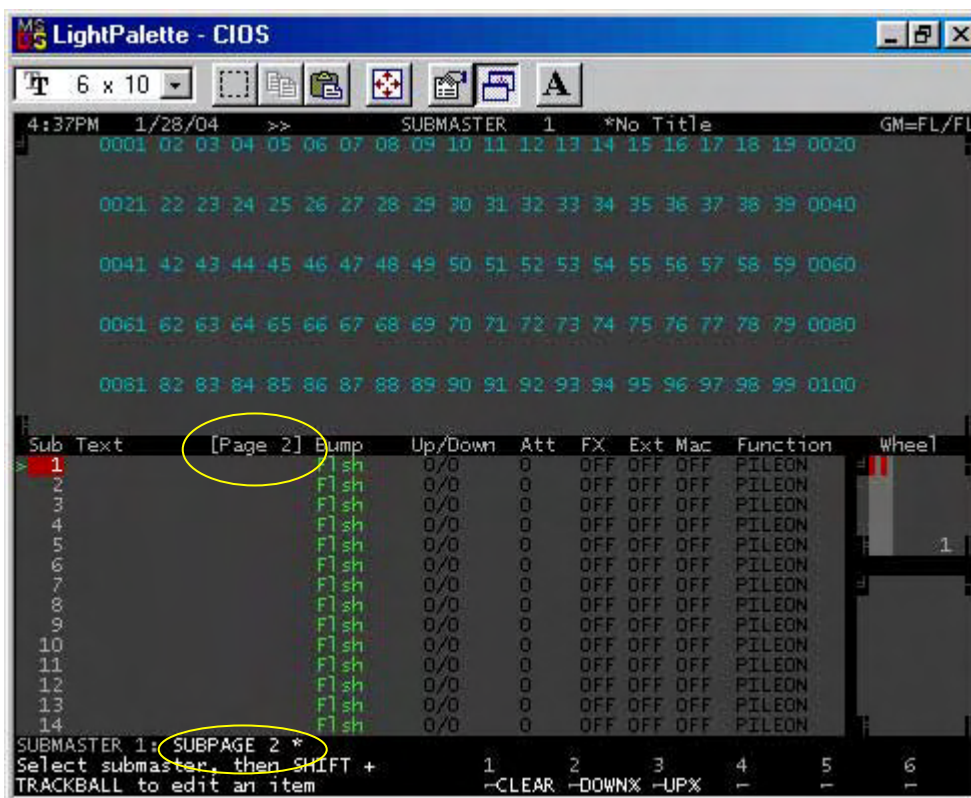 LightPalette - CIOS
6 x 10
4:37PM 1/28/04 >> SUBMASTER 1 *No Title GM=FL/FL
0001 02 03 04 05 06 07 08 09 10 11 12 13 14 15 16 17 18 19 0020
0021 22 23 24 25 26 27 28 29 30 31 32 33 34 35 36 37 38 39 0040
0041 42 43 44 45 46 47 48 49 50 51 52 53 54 55 56 57 58 59 0060
0061 62 63 64 65 66 67 68 69 70 71 72 73 74 75 76 77 78 79 0080
0081 82 83 84 85 86 87 88 89 90 91 92 93 94 95 96 97 98 99 0100
Sub Text [Page 2] Bump Up/Down Att FX Ext Mac Function Wheel
> 1 Flsh 0/0 0 OFF OFF OFF PILEON
2 Flsh 0/0 0 OFF OFF OFF PILEON
3 Flsh 0/0 0 OFF OFF OFF PILEON
4 Flsh 0/0 0 OFF OFF OFF PILEON
5 Flsh 0/0 0 OFF OFF OFF PILEON 1
6 Flsh 0/0 0 OFF OFF OFF PILEON
7 Flsh 0/0 0 OFF OFF OFF PILEON
8 Flsh 0/0 0 OFF OFF OFF PILEON
9 Flsh 0/0 0 OFF OFF OFF PILEON
10 Flsh 0/0 0 OFF OFF OFF PILEON
11 Flsh 0/0 0 OFF OFF OFF PILEON
12 Flsh 0/0 0 OFF OFF OFF PILEON
13 Flsh 0/0 0 OFF OFF OFF PILEON
14 Flsh 0/0 0 OFF OFF OFF PILEON
SUBMASTER 1: SUBPAGE 2 *
Select submaster, then SHIFT + 1 2 3 4 5 6
TRACKBALL to edit an item CLEAR DOWN% UP%